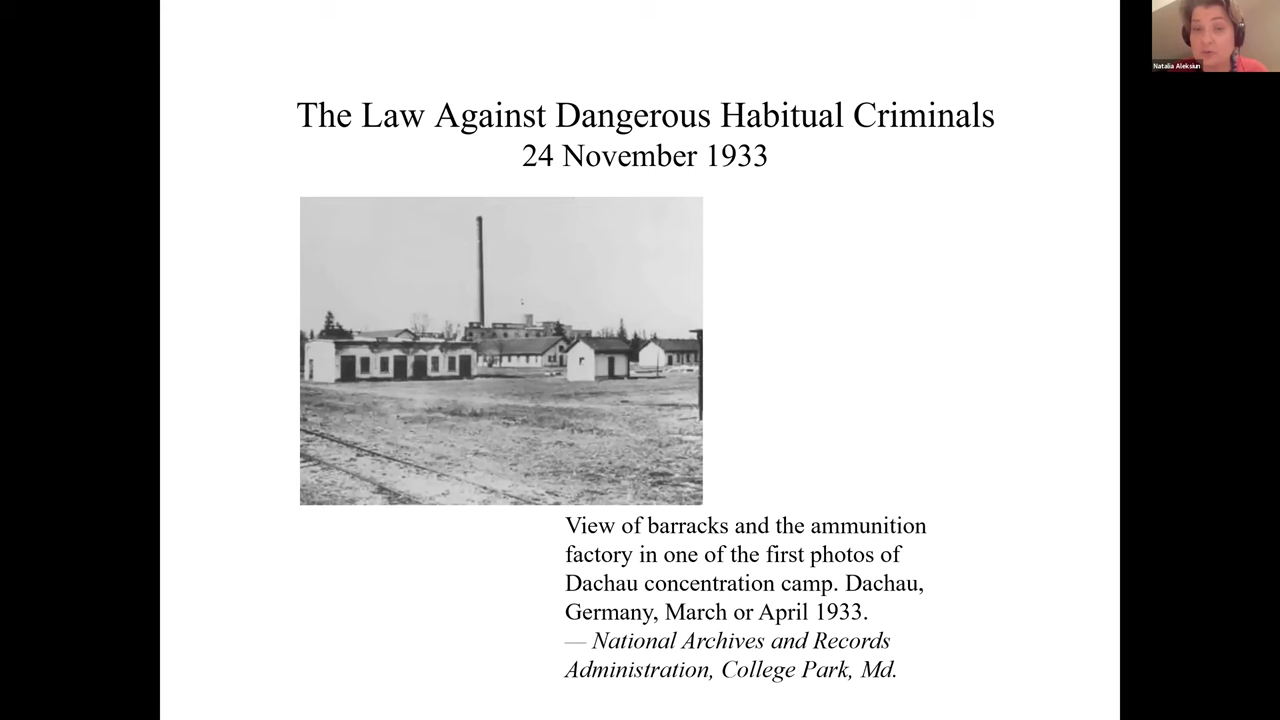 Natalia Aleksiun
The Law Against Dangerous Habitual Criminals
24 November 1933
View of barracks and the ammunition
factory in one of the first photos of
Dachau concentration camp. Dachau,
Germany, March or April 1933.
— National Archives and Records
Administration, College Park, Md.